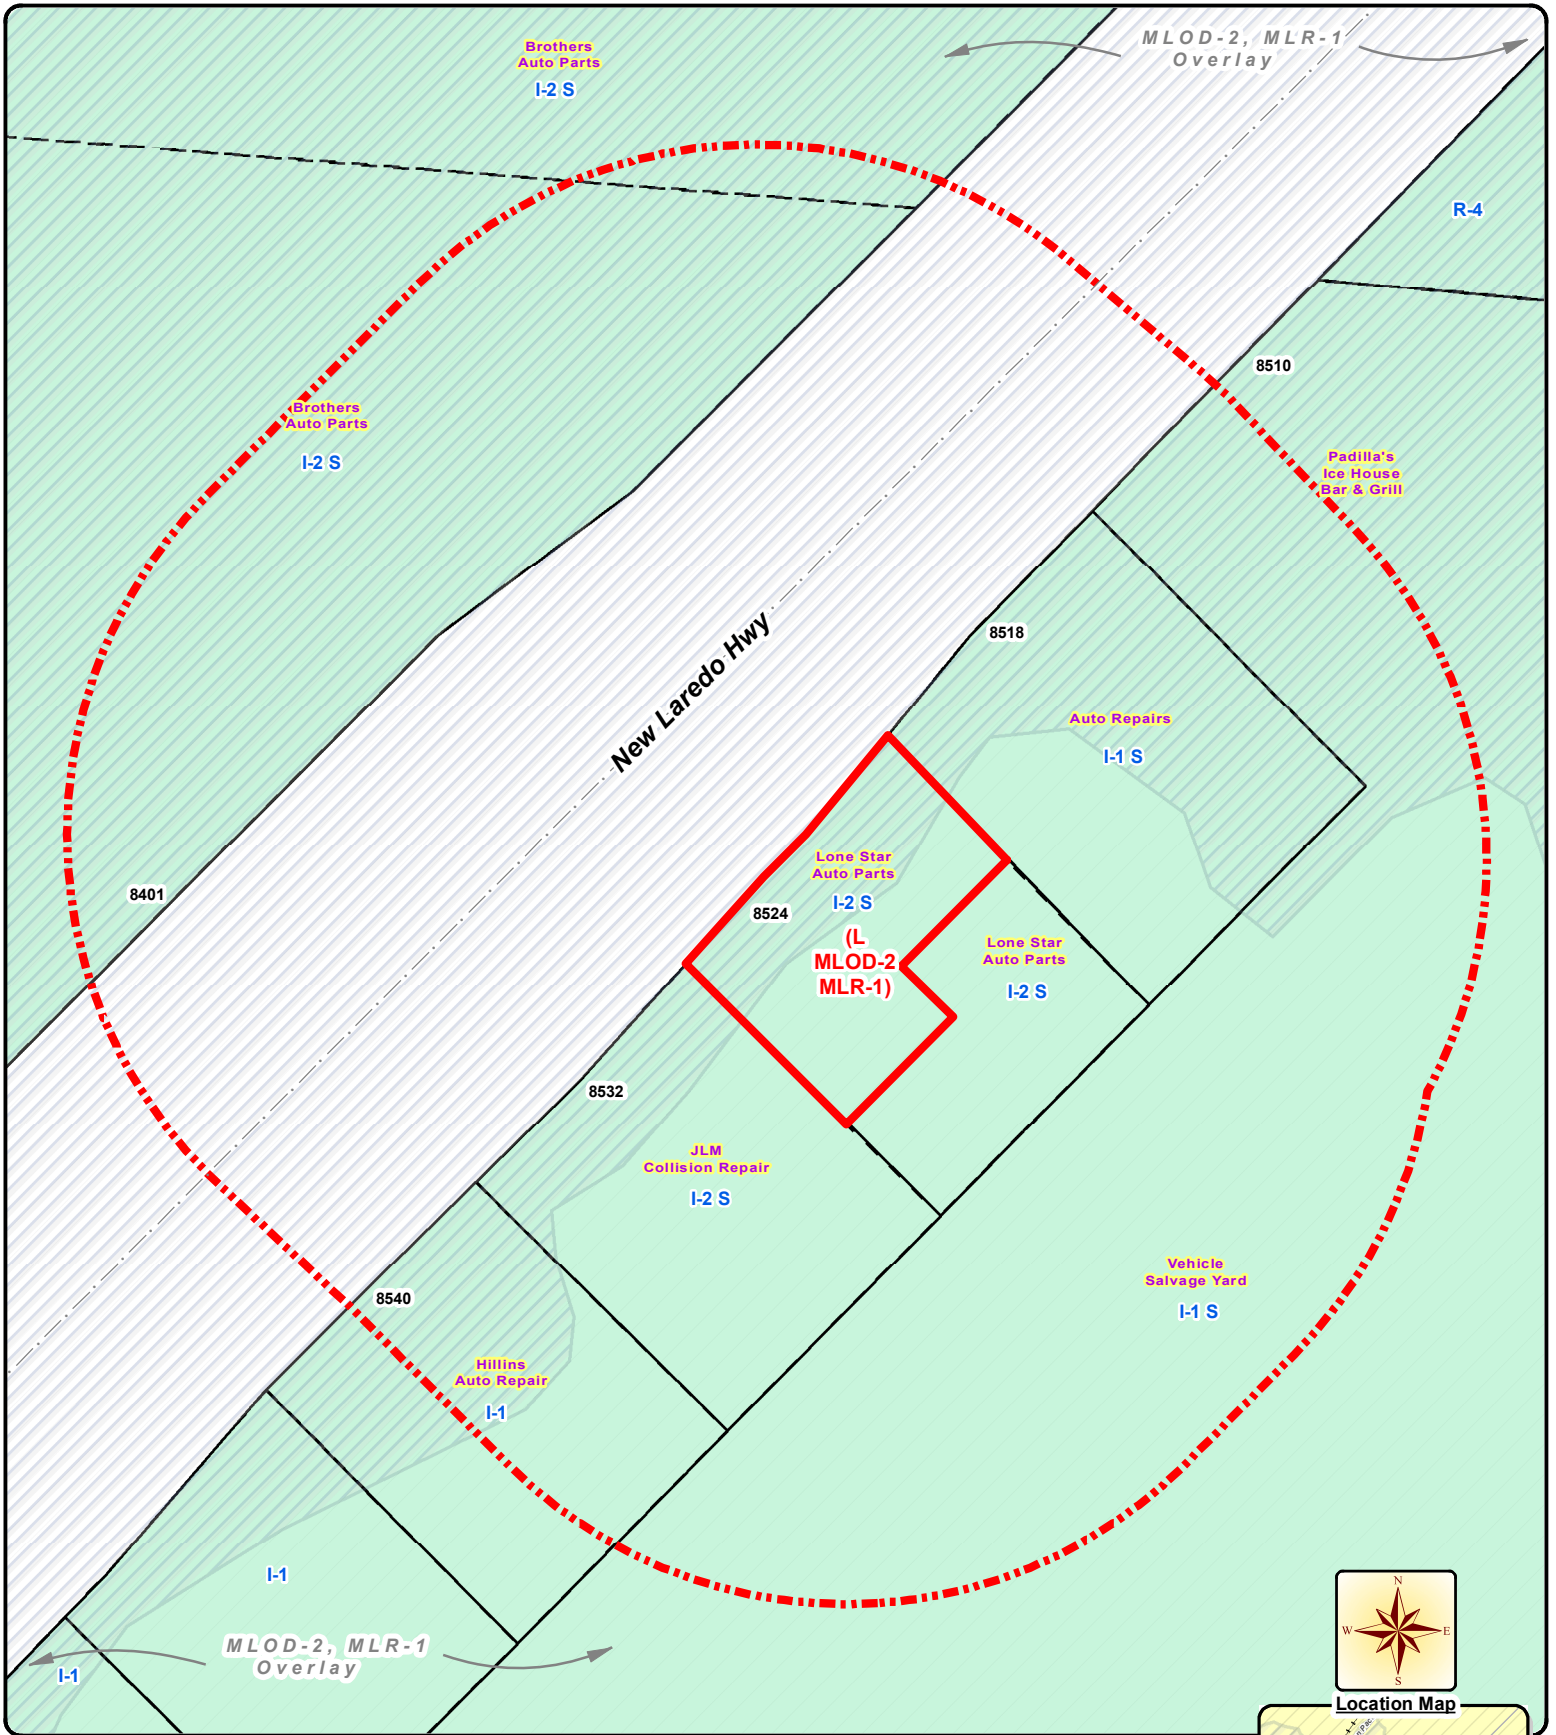 MLOD-2, MLR-1
Overlay
Brothers
Auto Parts
I-2 S
R-4
8510
Brothers
Auto Parts
I-2 S
Padilla's
Ice House
Bar & Grill
New Laredo Hwy
8518
Auto Repairs
I-1 S
Lone Star
Auto Parts
I-2 S
8524
(L
MLOD-2
MLR-1)
Lone Star
Auto Parts
I-2 S
8401
8532
JLM
Collision Repair
I-2 S
Vehicle
Salvage Yard
I-1 S
8540
Hillins
Auto Repair
I-1
I-1
MLOD-2, MLR-1
Overlay
I-1
N
W
E
S
Location Map